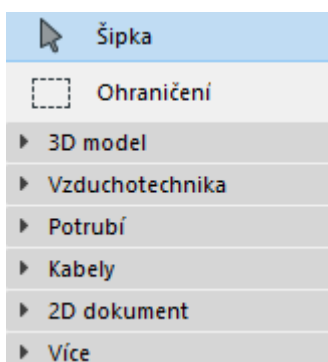 Šipka
Ohraničení
3D model
Vzduchotechnika
Potrubí
Kabely
2D dokument
Více